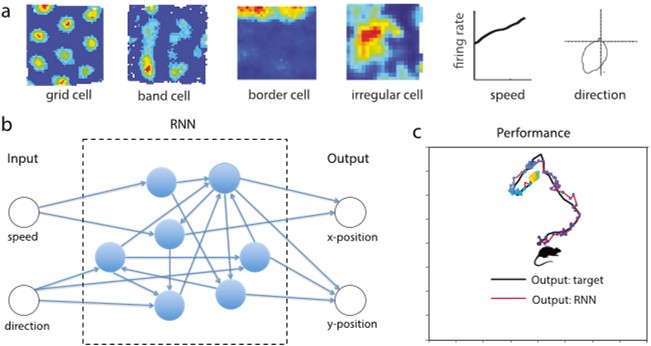 a
firing rate
grid cell
band cell
border cell
irregular cell
speed
direction
b
RNN
Input
Output
speed
x-position
direction
y-position
c
Performance
Output: target
Output: RNN